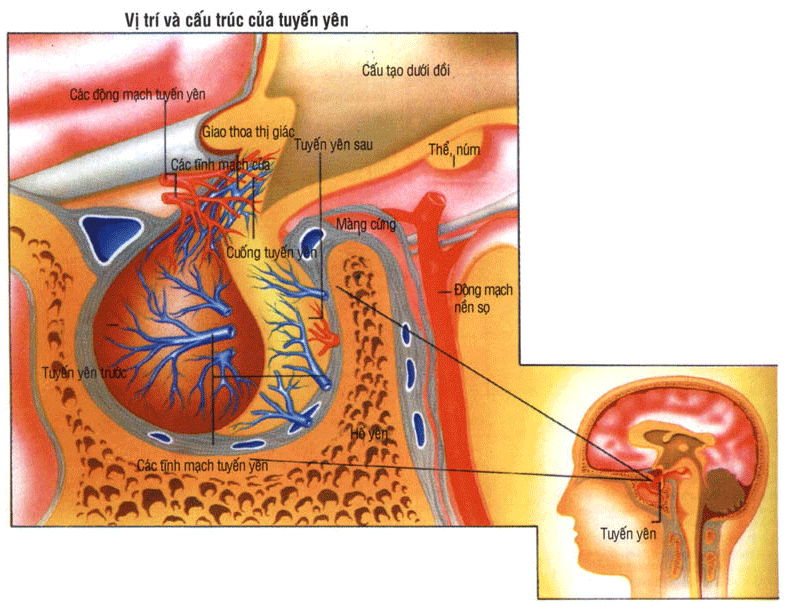 Vị trí và cấu trúc của tuyến yên
Cấu tạo dưới đồi
Các động mạch tuyến yên
Giao thoa thị giác
Tuyến yên sau
Thể, núm
Các tĩnh mạch cửa
Màng cứng
Cuống tuyến yên
Động mạch
nền sọ
Tuyến yên trước
Hố yên
Các tĩnh mạch tuyến yên
Tuyến yên